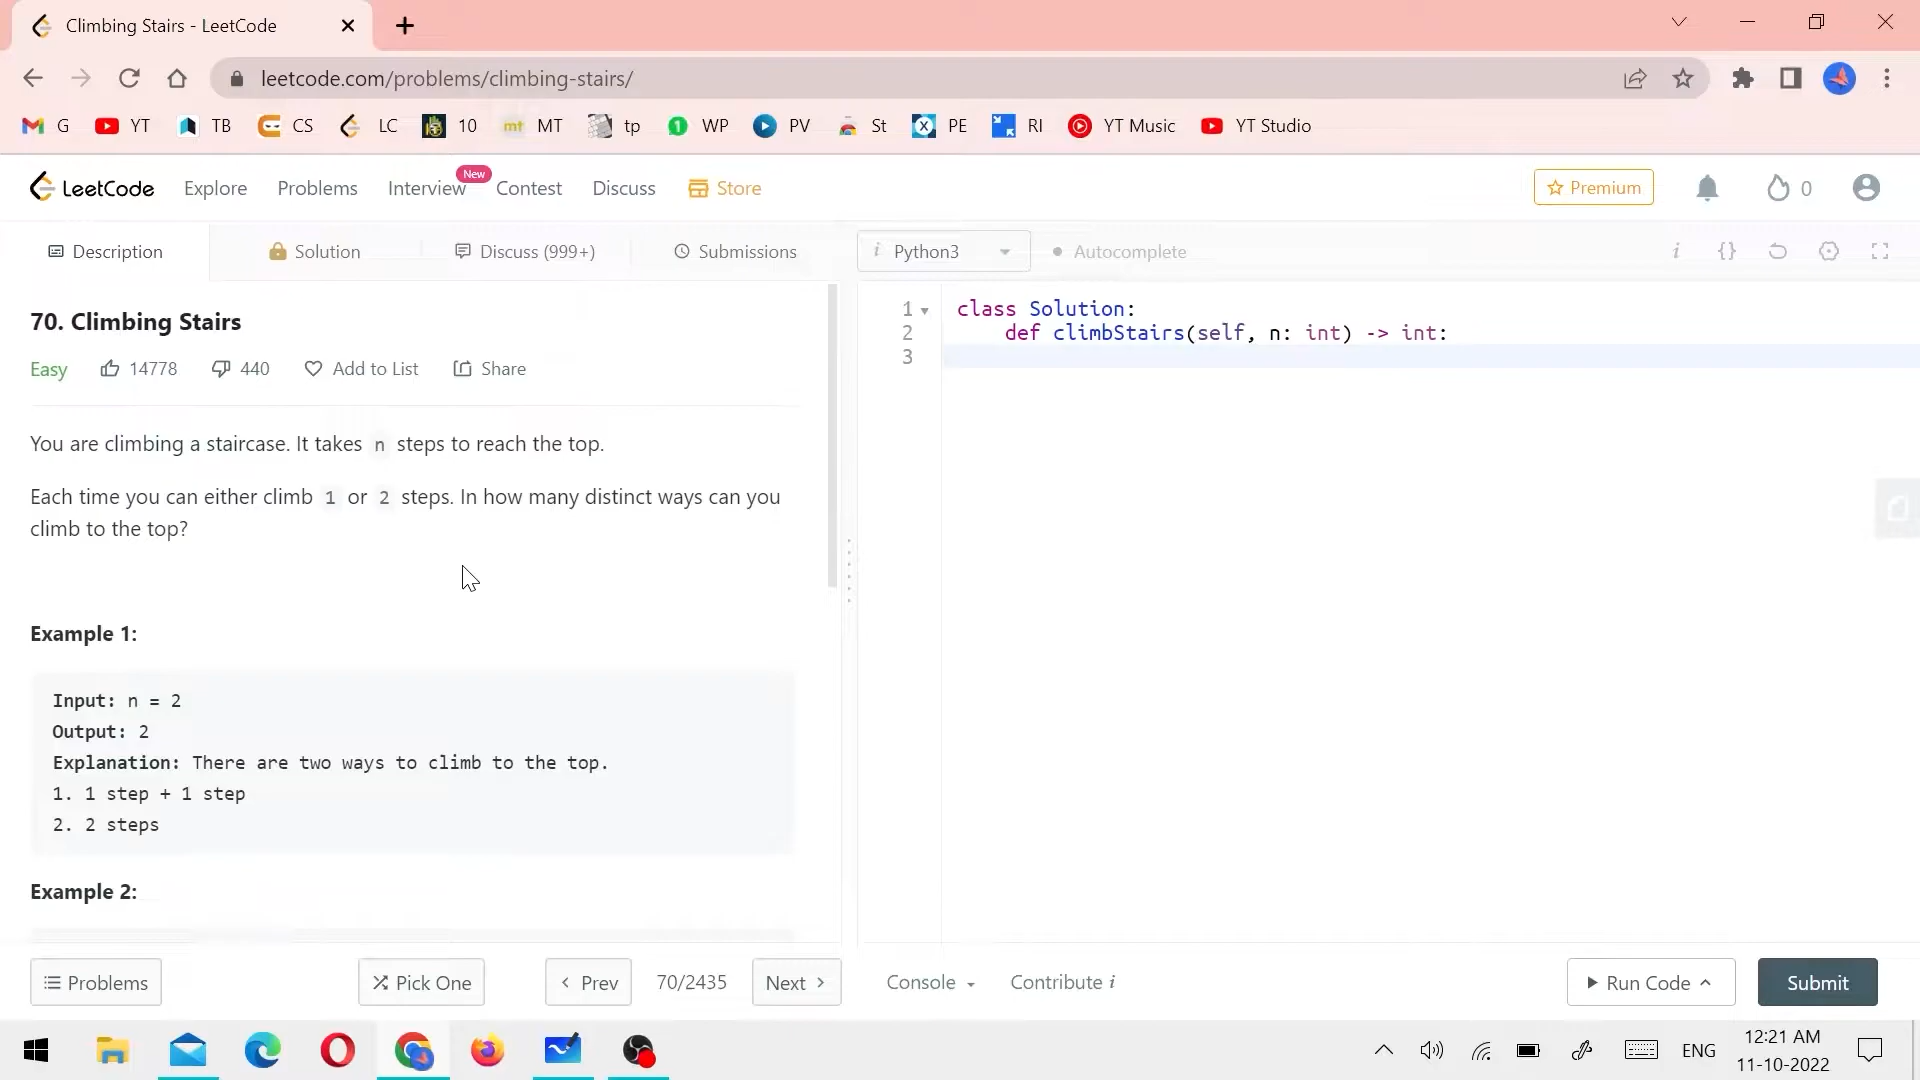 Climbing Stairs - LeetCode
leetcode.com/problems/climbing-stairs/
G YT TB CS LC 10 mt MT tp 1 WP PV St PE RI YT Music YT Studio
LeetCode Explore Problems Interview New Contest Discuss Store Premium 0
Description Solution Discuss (999+) Submissions
i Python3 Autocomplete i {}
70. Climbing Stairs
Easy 14778 440 Add to List Share
You are climbing a staircase. It takes n steps to reach the top.
Each time you can either climb 1 or 2 steps. In how many distinct ways can you
climb to the top?
Example 1:
Input: n = 2
Output: 2
Explanation: There are two ways to climb to the top.
1. 1 step + 1 step
2. 2 steps
Example 2:
1 class Solution:
2 def climbStairs(self, n: int) -> int:
3
Problems Pick One Prev 70/2435 Next Console Contribute i Run Code Submit
ENG 12:21 AM
11-10-2022